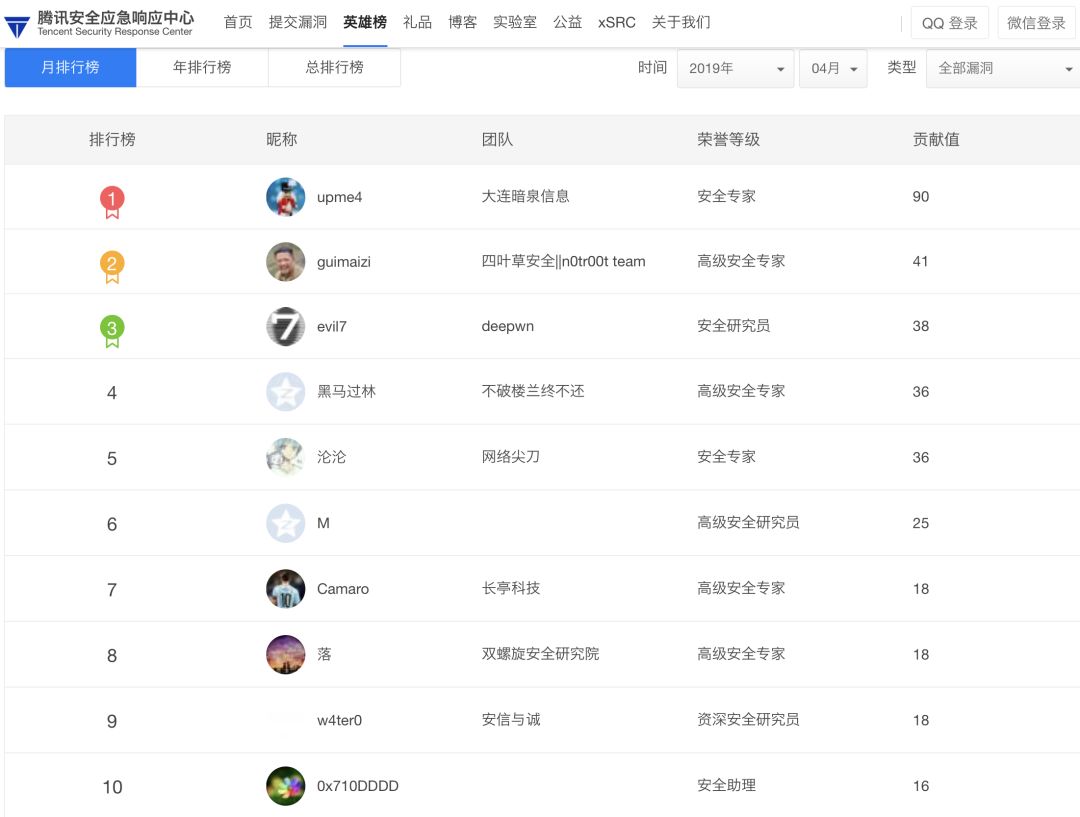 腾讯安全应急响应中心
Tencent Security Response Center
首页 提交漏洞 英雄榜 礼品 博客 实验室 公益 xSRC 关于我们 QQ 登录 微信登录
月排行榜 年排行榜 总排行榜 时间 2019年 04月 类型 全部漏洞
排行榜 昵称 团队 荣誉等级 贡献值
1 upme4 大连暗泉信息 安全专家 90
2 guimaizi 四叶草安全||n0tr00t team 高级安全专家 41
3 evil7 deepwn 安全研究员 38
4 黑马过林 不破楼兰终不还 高级安全专家 36
5 沦沦 网络尖刀 安全专家 36
6 M 高级安全研究员 25
7 Camaro 长亭科技 高级安全专家 18
8 落 双螺旋安全研究院 高级安全专家 18
9 w4ter0 安信与诚 资深安全研究员 18
10 0x710DDDD 安全助理 16